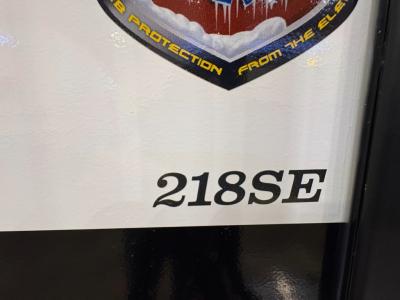 PROTECTION FROM THE
218SE